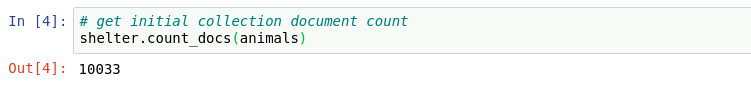 In [4]: # get initial collection document count
shelter.count_docs(animals)
Out[4]: 10033